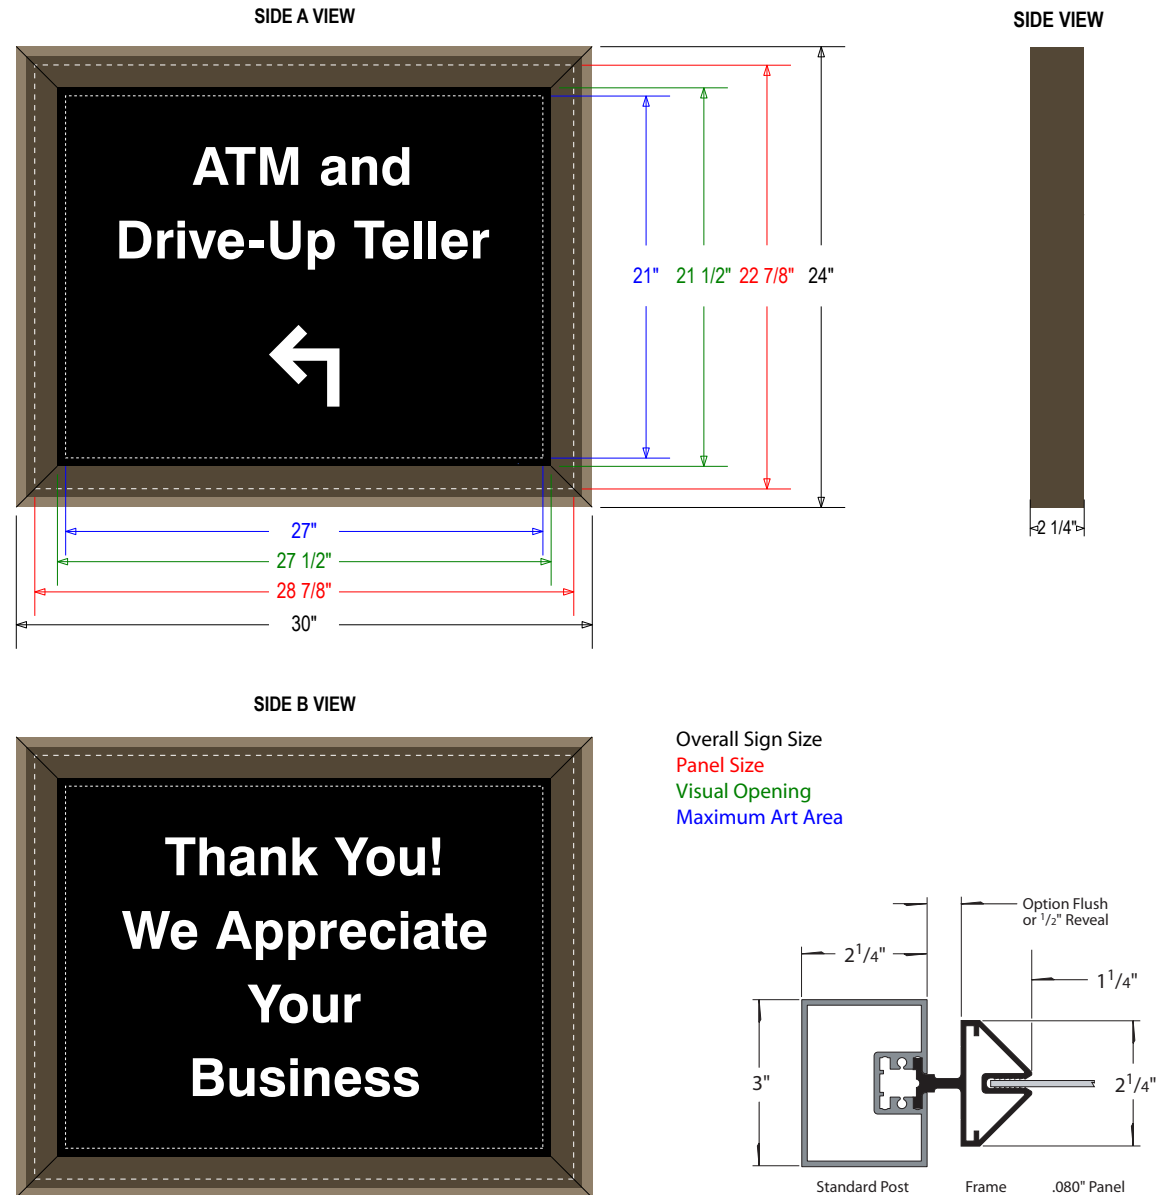 SIDE A VIEW
SIDE VIEW
ATM and
Drive-Up Teller
21" 21 1/2" 22 7/8" 24"
2 1/4"
27"
27 1/2"
28 7/8"
30"
SIDE B VIEW
Thank You!
We Appreciate
Your
Business
Overall Sign Size
Panel Size
Visual Opening
Maximum Art Area
Option Flush
or 1/2" Reveal
2 1/4"
1 1/4"
3"
2 1/4"
Standard Post Frame .080" Panel